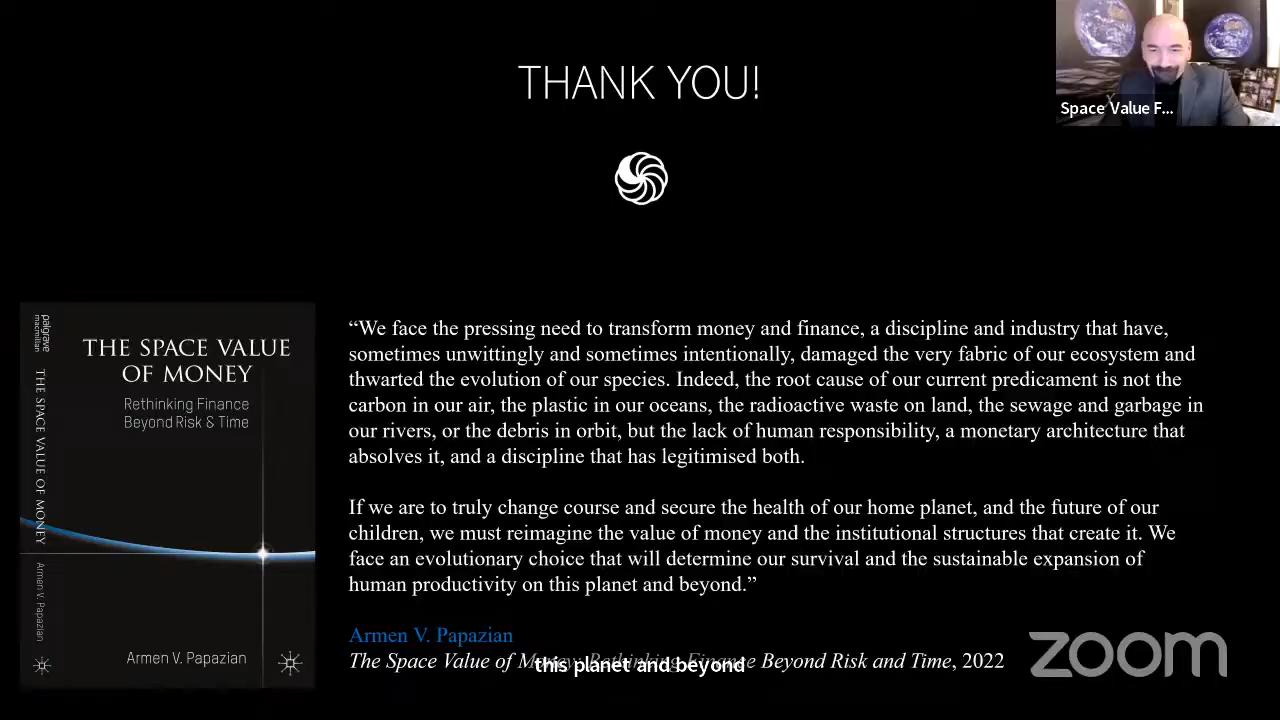 THANK YOU!
Space Value F...
palgrave
macmillan
THE SPACE VALUE OF MONEY
Armen V. Papazian
THE SPACE VALUE
OF MONEY
Rethinking Finance
Beyond Risk & Time
Armen V. Papazian
“We face the pressing need to transform money and finance, a discipline and industry that have,
sometimes unwittingly and sometimes intentionally, damaged the very fabric of our ecosystem and
thwarted the evolution of our species. Indeed, the root cause of our current predicament is not the
carbon in our air, the plastic in our oceans, the radioactive waste on land, the sewage and garbage in
our rivers, or the debris in orbit, but the lack of human responsibility, a monetary architecture that
absolves it, and a discipline that has legitimised both.
If we are to truly change course and secure the health of our home planet, and the future of our
children, we must reimagine the value of money and the institutional structures that create it. We
face an evolutionary choice that will determine our survival and the sustainable expansion of
human productivity on this planet and beyond.”
Armen V. Papazian
The Space Value of Money: Rethinking Finance Beyond Risk and Time, 2022
this planet and beyond
zoom